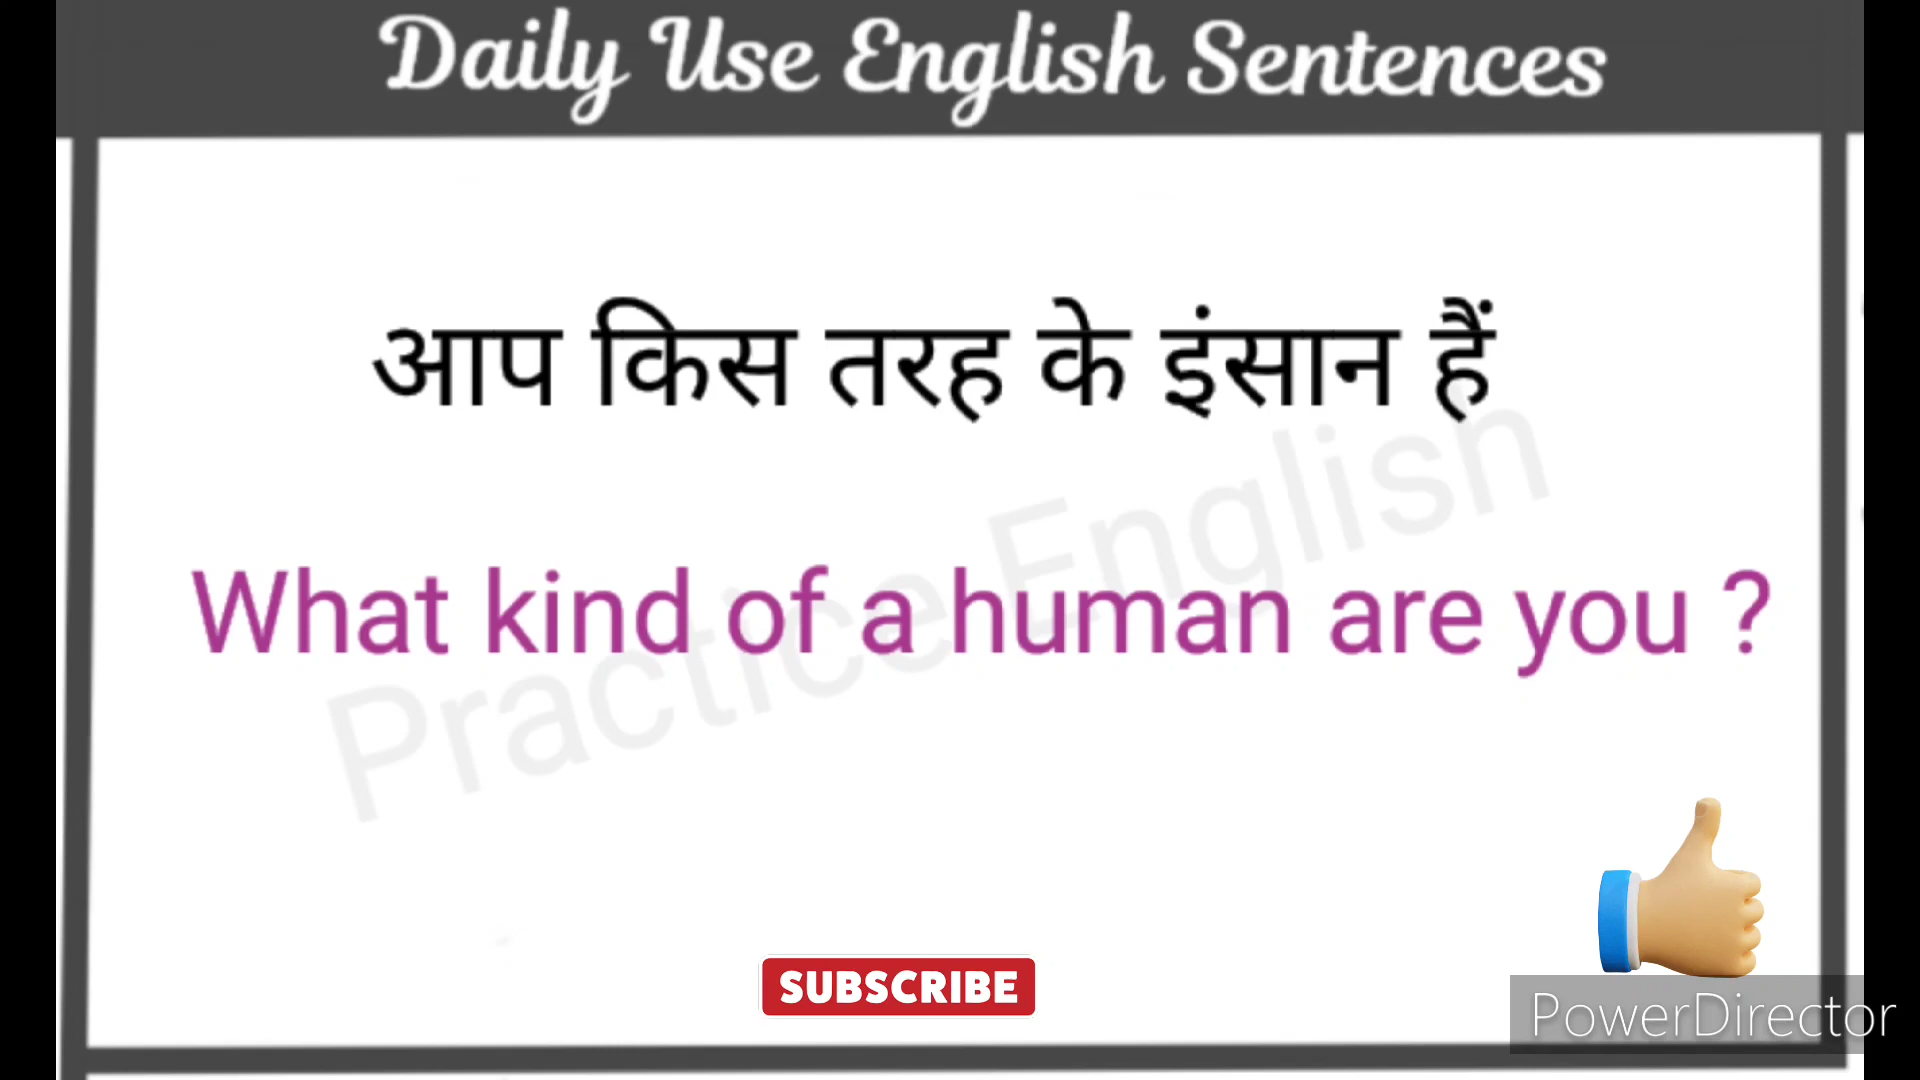 Daily Use English Sentences
आप किस तरह के इंसान हैं
What kind of a human are you ?
Practice English
SUBSCRIBE
PowerDirector